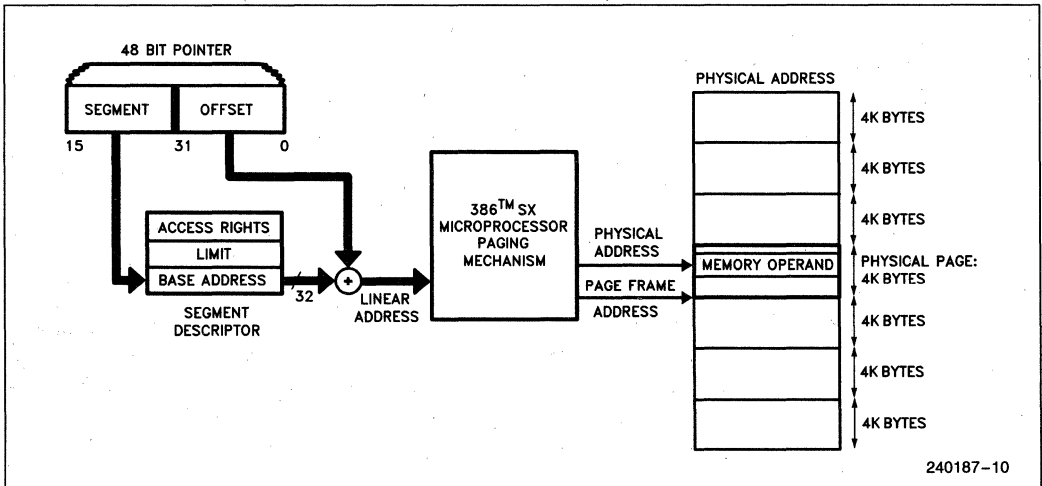 48 BIT POINTER
SEGMENT
OFFSET
15
31
0
ACCESS RIGHTS
LIMIT
BASE ADDRESS
SEGMENT
DESCRIPTOR
32
+
LINEAR
ADDRESS
386TM SX
MICROPROCESSOR
PAGING
MECHANISM
PHYSICAL
ADDRESS
PAGE FRAME
ADDRESS
PHYSICAL ADDRESS
4K BYTES
4K BYTES
4K BYTES
MEMORY OPERAND
PHYSICAL PAGE:
4K BYTES
4K BYTES
4K BYTES
4K BYTES
240187-10